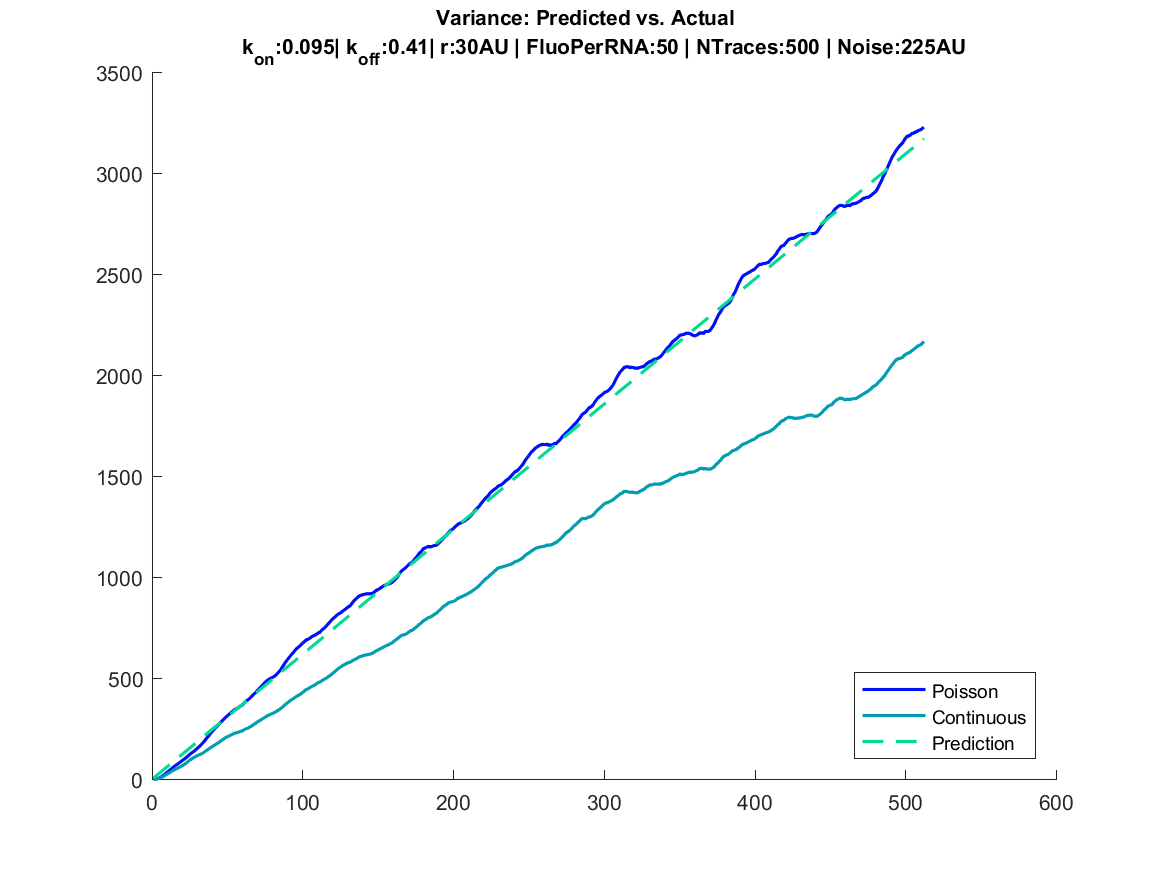 Variance: Predicted vs. Actual
kon:0.095| koff:0.41| r:30AU | FluoPerRNA:50 | NTraces:500 | Noise:225AU
3500
3000
2500
2000
1500
1000
500
0
0 100 200 300 400 500 600
Poisson
Continuous
Prediction